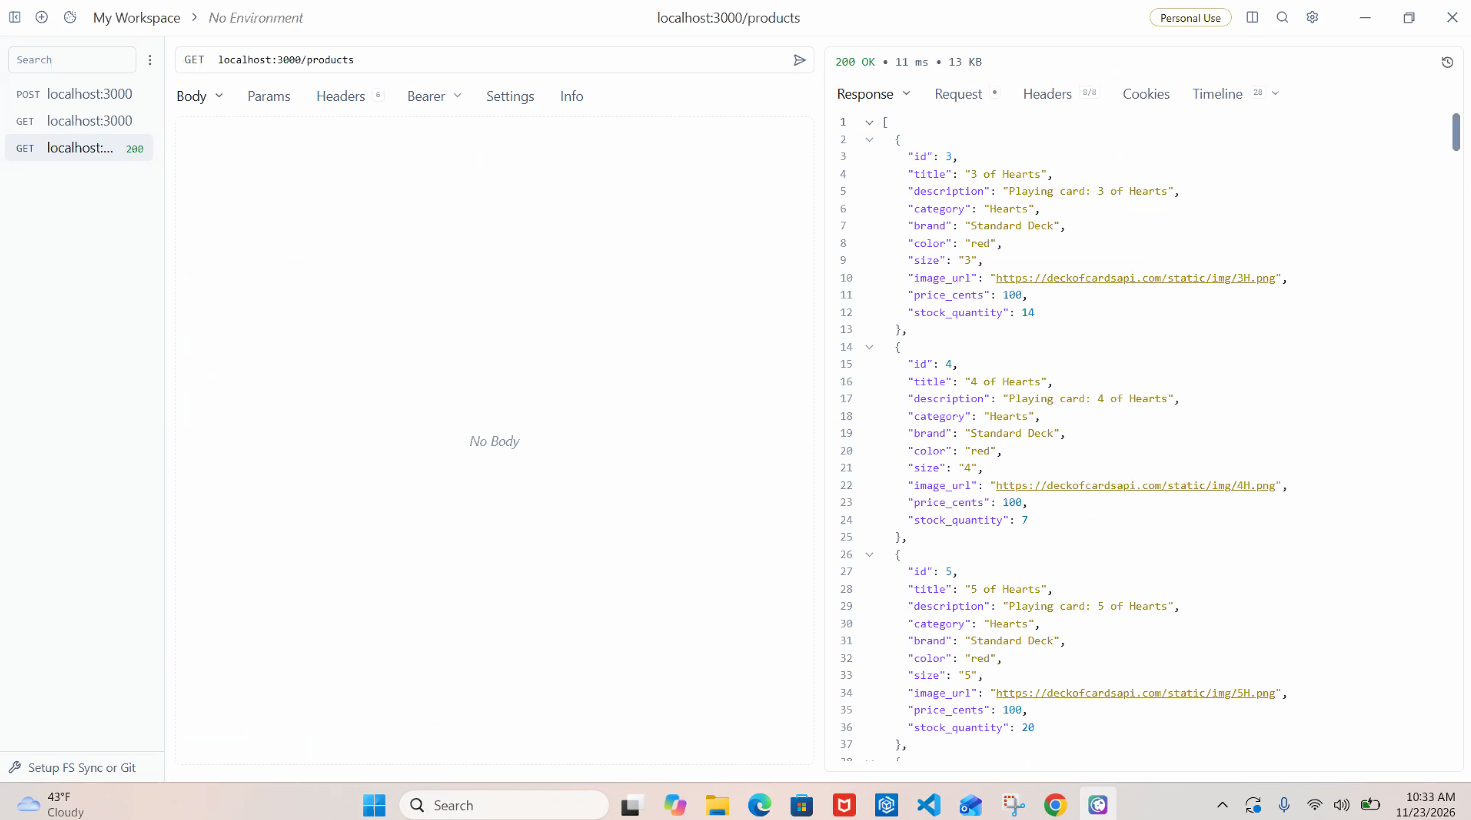 My Workspace > No Environment
localhost:3000/products
Personal Use
Search
POST localhost:3000
GET localhost:3000
GET localhost:... 200
Setup FS Sync or Git
GET localhost:3000/products
Body Params Headers 6 Bearer Settings Info
No Body
200 OK • 11 ms • 13 KB
Response Request • Headers 8/8 Cookies Timeline 28
1 [
2 {
3 "id": 3,
4 "title": "3 of Hearts",
5 "description": "Playing card: 3 of Hearts",
6 "category": "Hearts",
7 "brand": "Standard Deck",
8 "color": "red",
9 "size": "3",
10 "image_url": "https://deckofcardsapi.com/static/img/3H.png",
11 "price_cents": 100,
12 "stock_quantity": 14
13 },
14 {
15 "id": 4,
16 "title": "4 of Hearts",
17 "description": "Playing card: 4 of Hearts",
18 "category": "Hearts",
19 "brand": "Standard Deck",
20 "color": "red",
21 "size": "4",
22 "image_url": "https://deckofcardsapi.com/static/img/4H.png",
23 "price_cents": 100,
24 "stock_quantity": 7
25 },
26 {
27 "id": 5,
28 "title": "5 of Hearts",
29 "description": "Playing card: 5 of Hearts",
30 "category": "Hearts",
31 "brand": "Standard Deck",
32 "color": "red",
33 "size": "5",
34 "image_url": "https://deckofcardsapi.com/static/img/5H.png",
35 "price_cents": 100,
36 "stock_quantity": 20
37 },
38 {
43°F
Cloudy
Search
10:33 AM
11/23/2026